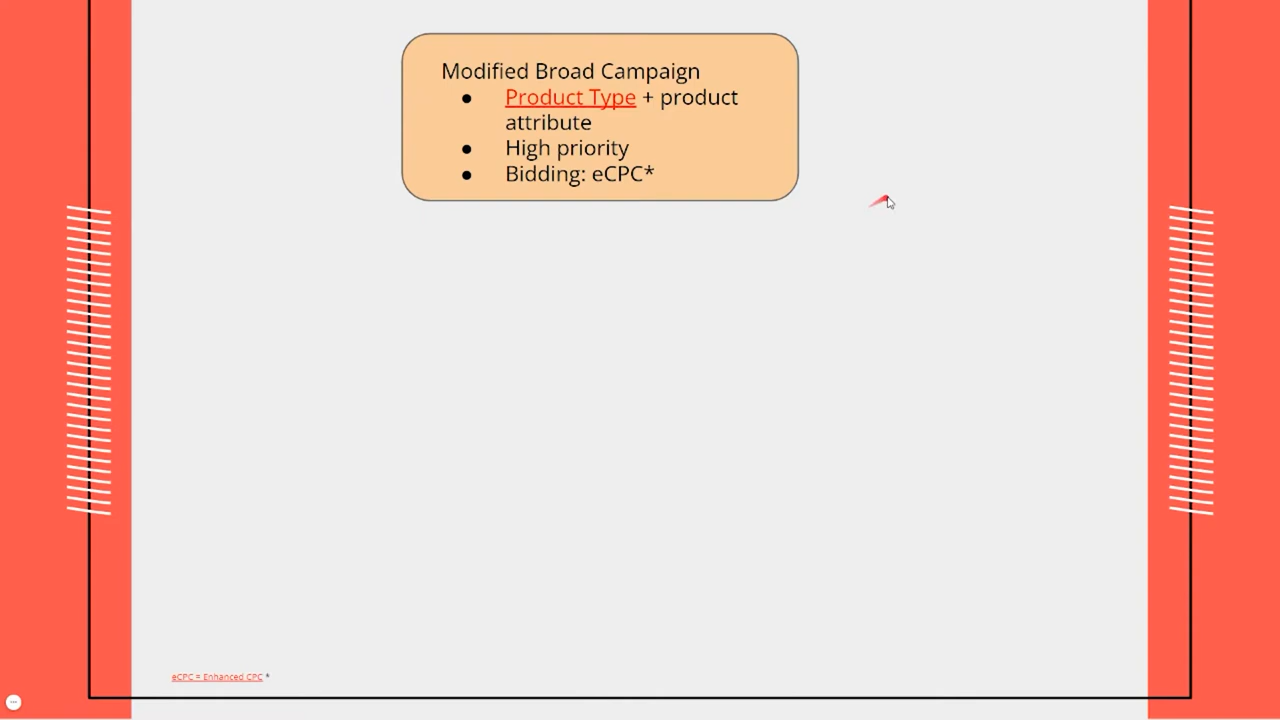 Modified Broad Campaign
● Product Type + product
attribute
● High priority
● Bidding: eCPC*
eCPC = Enhanced CPC *